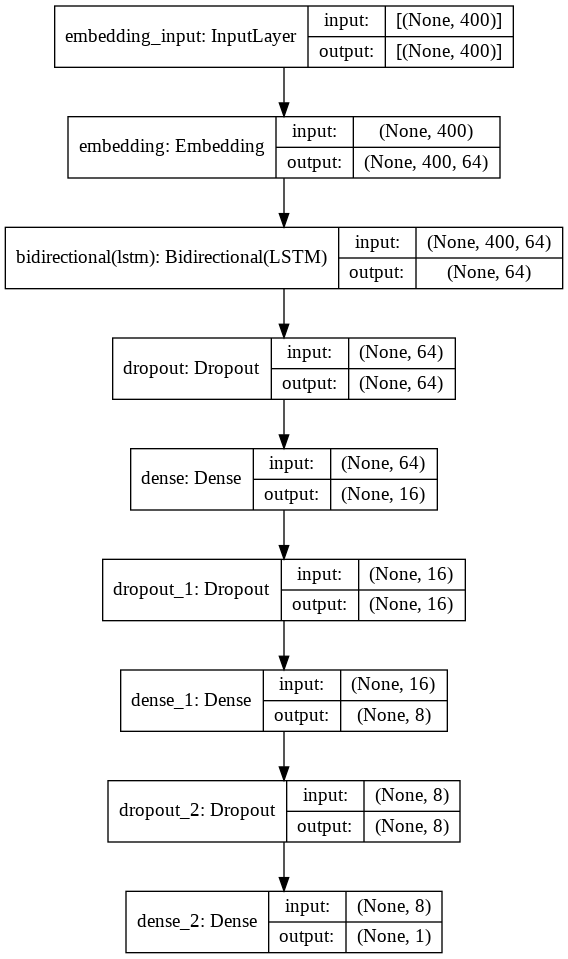 embedding_input: InputLayer input: [(None, 400)]
output: [(None, 400)]
embedding: Embedding input: (None, 400)
output: (None, 400, 64)
bidirectional(lstm): Bidirectional(LSTM) input: (None, 400, 64)
output: (None, 64)
dropout: Dropout input: (None, 64)
output: (None, 64)
dense: Dense input: (None, 64)
output: (None, 16)
dropout_1: Dropout input: (None, 16)
output: (None, 16)
dense_1: Dense input: (None, 16)
output: (None, 8)
dropout_2: Dropout input: (None, 8)
output: (None, 8)
dense_2: Dense input: (None, 8)
output: (None, 1)